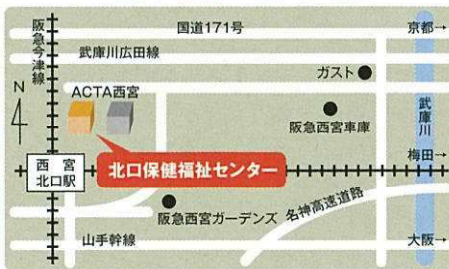 阪急今津線
国道171号
京都→
武庫川広田線
ガスト
N
ACTA西宮
武庫川
阪急西宮車庫
梅田→
西宮
北口駅
北口保健福祉センター
阪急西宮ガーデンズ
名神高速道路
山手幹線
大阪→